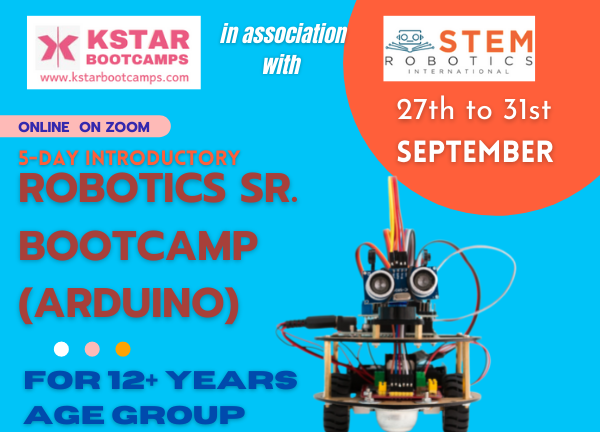 KSTAR
BOOTCAMPS
www.kstarbootcamps.com
in association
with
STEM
ROBOTICS
INTERNATIONAL
27th to 31st
SEPTEMBER
ONLINE ON ZOOM
5-DAY INTRODUCTORY
ROBOTICS SR.
BOOTCAMP
(ARDUINO)
FOR 12+ YEARS
AGE GROUP